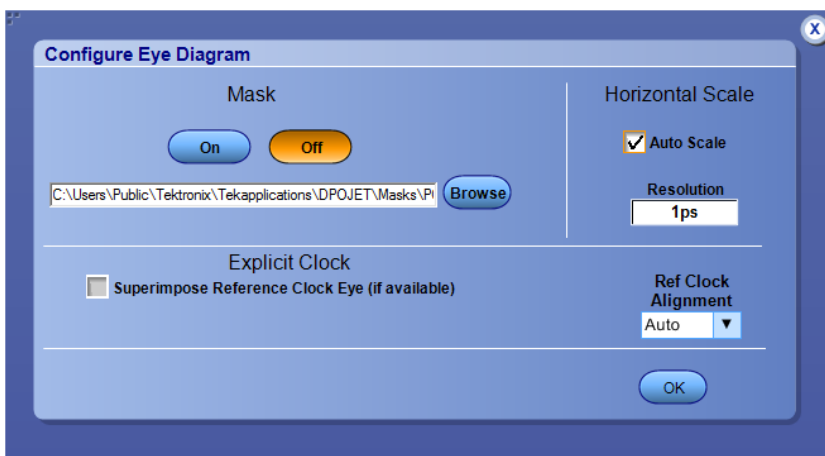 X
Configure Eye Diagram
Mask
On Off
C:\Users\Public\Tektronix\Tekapplications\DPOJET\Masks\P
Browse
Horizontal Scale
Auto Scale
Resolution
1ps
Explicit Clock
Superimpose Reference Clock Eye (if available)
Ref Clock
Alignment
Auto
OK